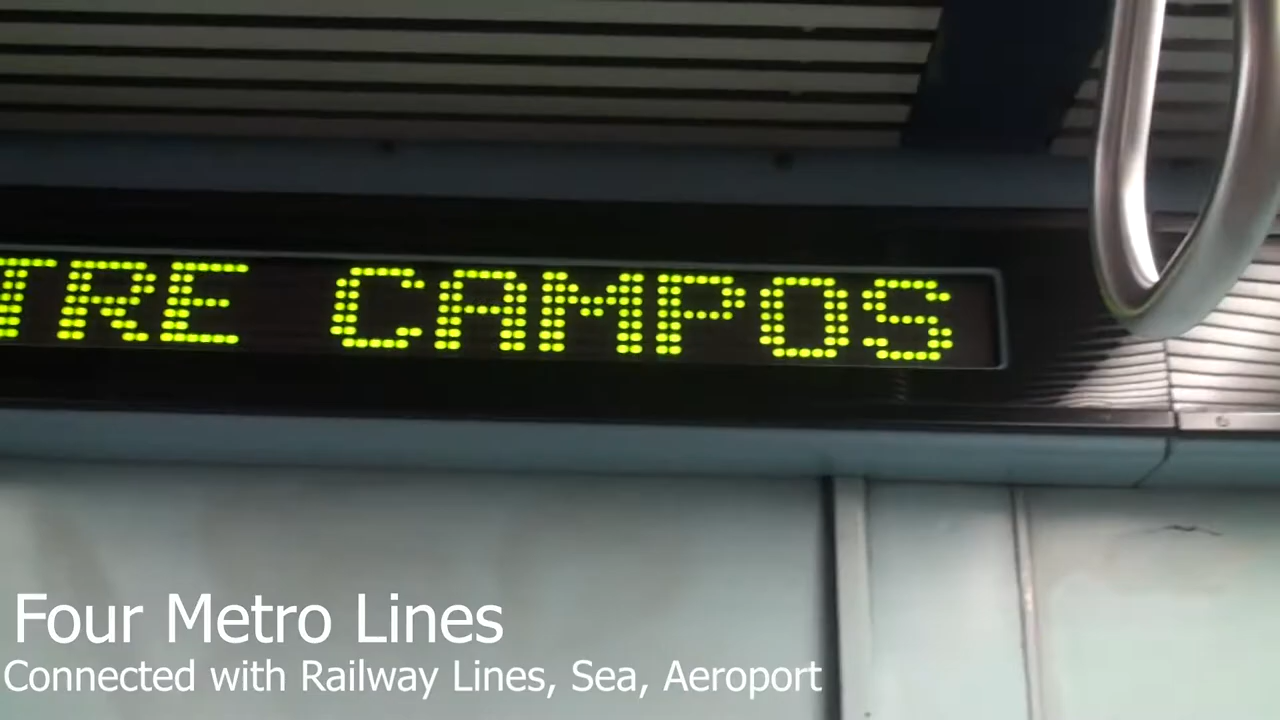 TRE CAMPOS
Four Metro Lines
Connected with Railway Lines, Sea, Aeroport